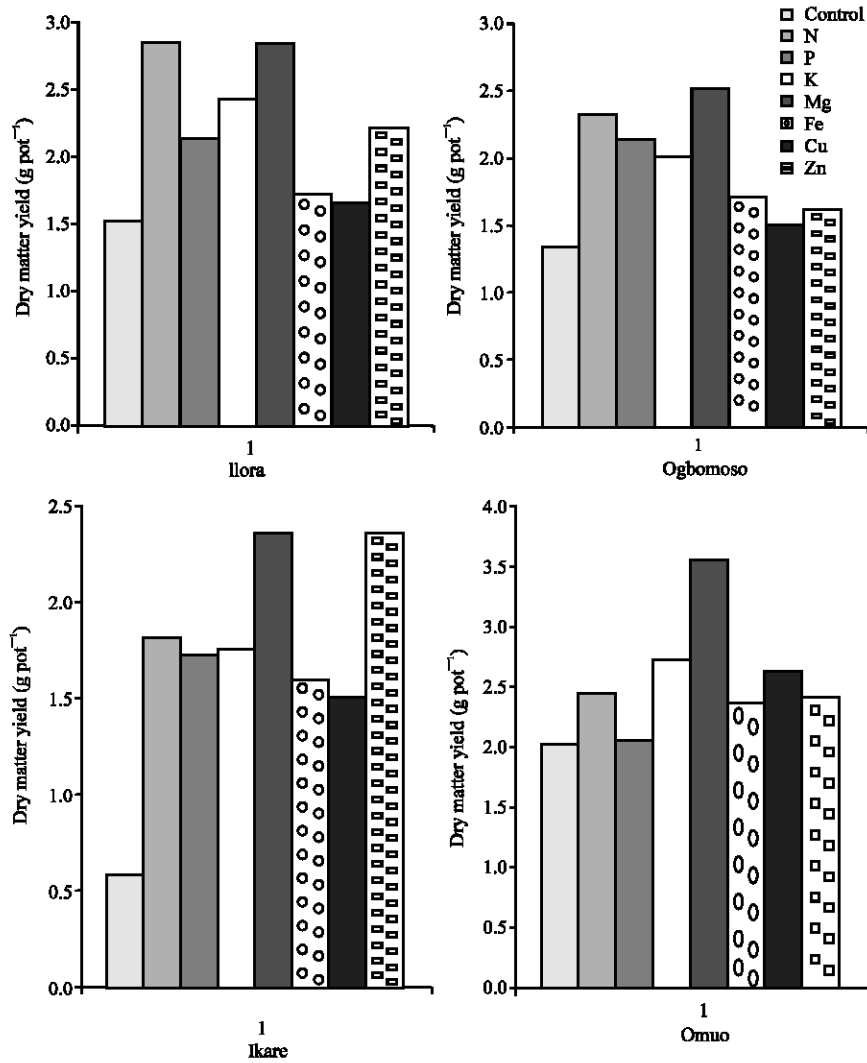 Dry matter yield (g pot⁻¹)
3.0
2.5
2.0
1.5
1.0
0.5
0.0
1
Ilora
Dry matter yield (g pot⁻¹)
3.0
2.5
2.0
1.5
1.0
0.5
0.0
1
Ogbomoso
Control
N
P
K
Mg
Fe
Cu
Zn
Dry matter yield (g pot⁻¹)
2.5
2.0
1.5
1.0
0.5
0.0
1
Ikare
Dry matter yield (g pot⁻¹)
4.0
3.5
3.0
2.5
2.0
1.5
1.0
0.5
0.0
1
Omuo